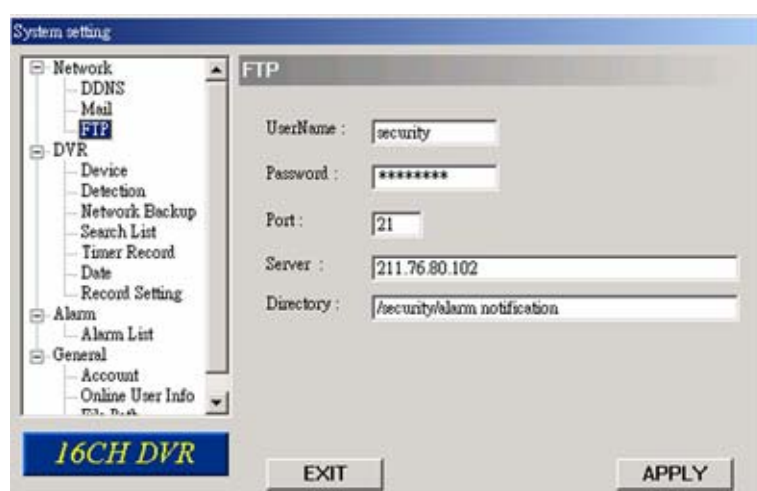 System setting
Network
DDNS
Mail
FTP
DVR
Device
Detection
Network Backup
Search List
Timer Record
Date
Record Setting
Alarm
Alarm List
General
Account
Online User Info
File Path
16CH DVR
FTP
UserName :
security
Password :
********
Port :
21
Server :
211.76.80.102
Directory :
/security/alarm notification
EXIT
APPLY